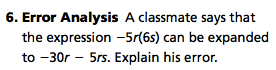 6. Error Analysis A classmate says that
the expression −5r(6s) can be expanded
to −30r − 5rs. Explain his error.